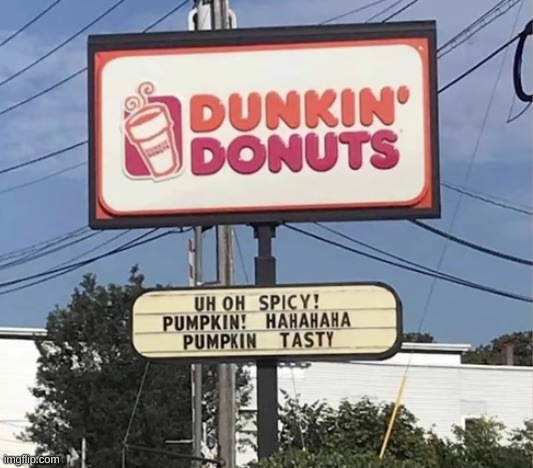 DUNKIN'
DONUTS
UH OH SPICY!
PUMPKIN! HAHAHAHA
PUMPKIN TASTY
imgflip.com